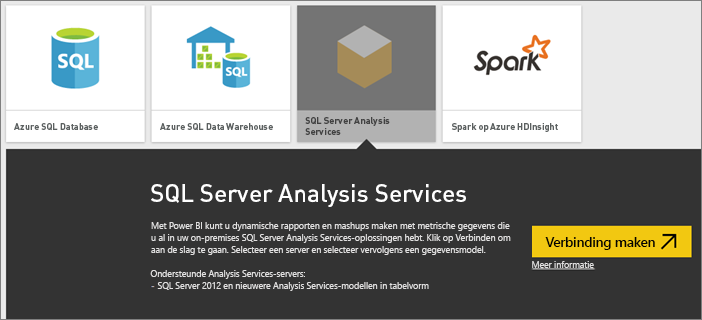 SQL
SQL
Spark
Azure SQL Database
Azure SQL Data Warehouse
SQL Server Analysis
Services
Spark op Azure HDInsight
SQL Server Analysis Services
Met Power BI kunt u dynamische rapporten en mashups maken met metrische gegevens die
u al in uw on-premises SQL Server Analysis Services-oplossingen hebt. Klik op Verbinden om
aan de slag te gaan. Selecteer een server en selecteer vervolgens een gegevensmodel.
Ondersteunde Analysis Services-servers:
- SQL Server 2012 en nieuwere Analysis Services-modellen in tabelvorm
Verbinding maken
Meer informatie